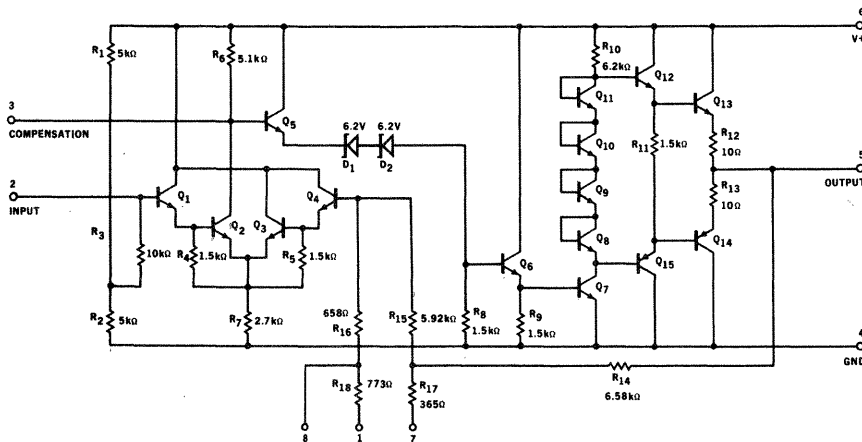 6
V+
R1
5kΩ
R6
5.1kΩ
R10
6.2kΩ
Q12
Q11
Q13
3
COMPENSATION
Q5
6.2V
6.2V
D1
D2
Q10
R11
1.5kΩ
R12
10Ω
5
OUTPUT
2
INPUT
Q1
Q4
Q9
R13
10Ω
R3
10kΩ
Q2
Q3
R4
1.5kΩ
R5
1.5kΩ
Q6
Q8
Q15
Q14
Q7
R2
5kΩ
R7
2.7kΩ
658Ω
R16
R15
5.92kΩ
R8
1.5kΩ
R9
1.5kΩ
4
GND
R18
773Ω
R17
365Ω
R14
6.58kΩ
8
1
7